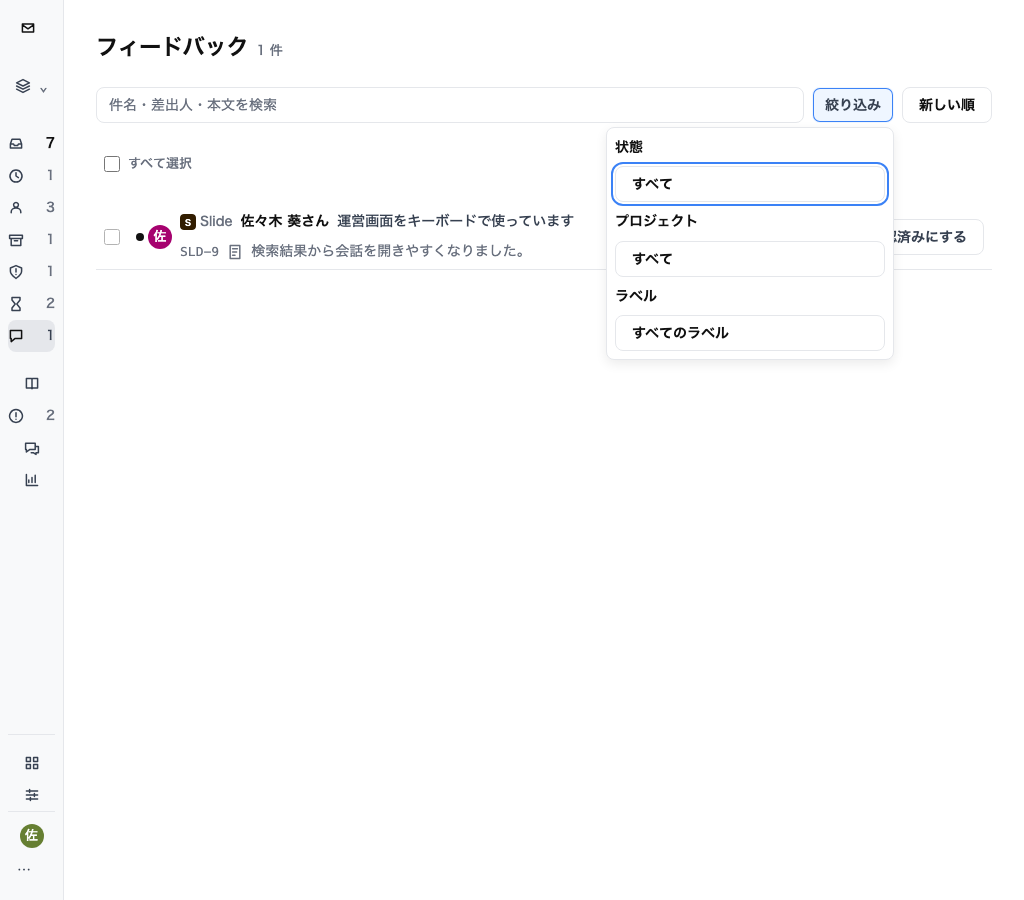 フィードバック 1 件
件名・差出人・本文を検索
絞り込み
新しい順
すべて選択
状態
すべて
プロジェクト
すべて
ラベル
すべてのラベル
S Slide 佐々木 葵さん 運営画面をキーボードで使っています
佐
SLD-9 検索結果から会話を開きやすくなりました。
済みにする
7
1
3
1
1
2
1
2
佐
…